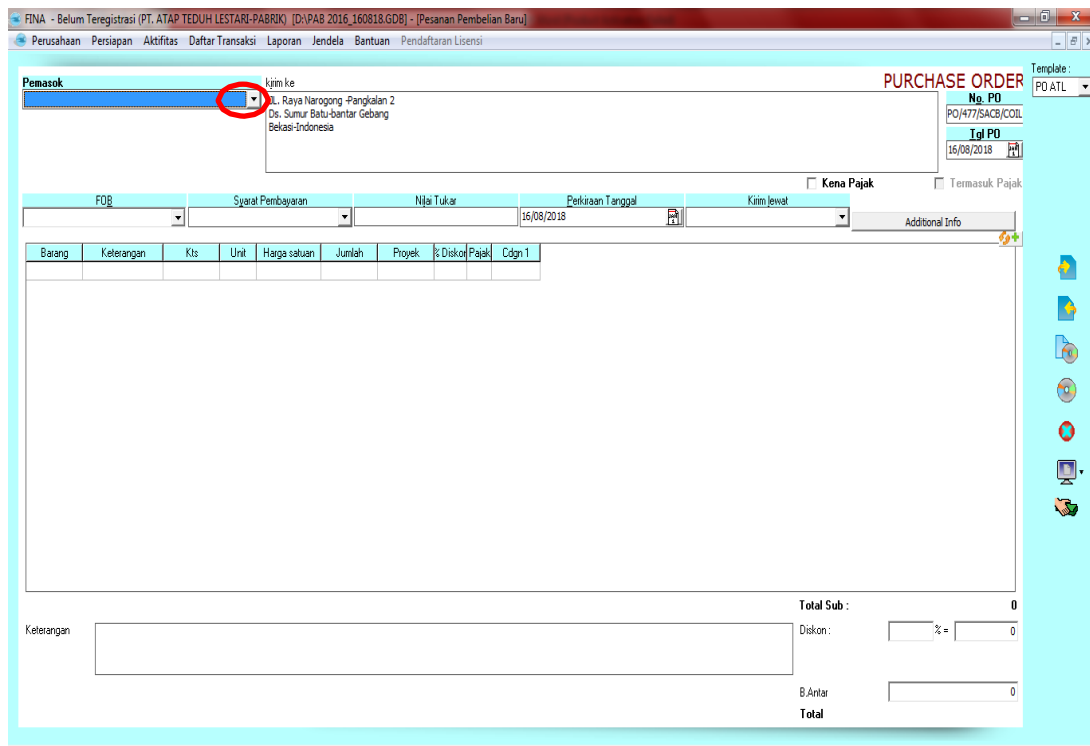 FINA - Belum Teregistrasi (PT. ATAP TEDUH LESTARI-PABRIK) [D:\PAB 2016_160818.GDB] - [Pesanan Pembelian Baru]
Perusahaan Persiapan Aktifitas Daftar Transaksi Laporan Jendela Bantuan Pendaftaran Lisensi
Template :
PO ATL
Pemasok
kirim ke
PURCHASE ORDER
JL. Raya Narogong -Pangkalan 2
Ds. Sumur Batu-bantar Gebang
Bekasi-Indonesia
No. PO
PO/477/SACB/COIL
Tgl PO
16/08/2018
Kena Pajak Termasuk Pajak
FOB Syarat Pembayaran Nilai Tukar Perkiraan Tanggal Kirim lewat
16/08/2018
Additional Info
Barang Keterangan Kts Unit Harga satuan Jumlah Proyek % Diskon Pajak Cdgn 1
Total Sub : 0
Keterangan
Diskon : % = 0
B.Antar 0
Total